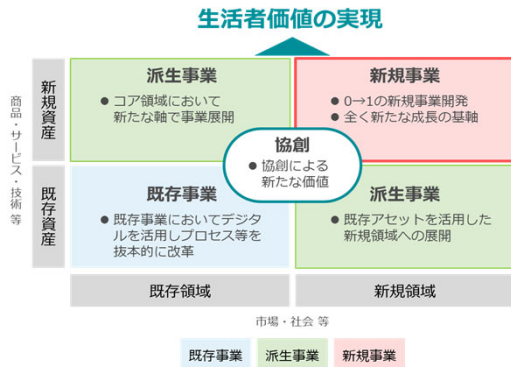 生活者価値の実現
商品・サービス・技術 等
新規資産
既存資産
派生事業
● コア領域において
新たな軸で事業展開
新規事業
● 0→1の新規事業開発
● 全く新たな成長の基軸
協創
● 協創による
新たな価値
既存事業
● 既存事業においてデジタ
ルを活用しプロセス等を
抜本的に改革
派生事業
● 既存アセットを活用した
新規領域への展開
既存領域
新規領域
市場・社会 等
既存事業
派生事業
新規事業